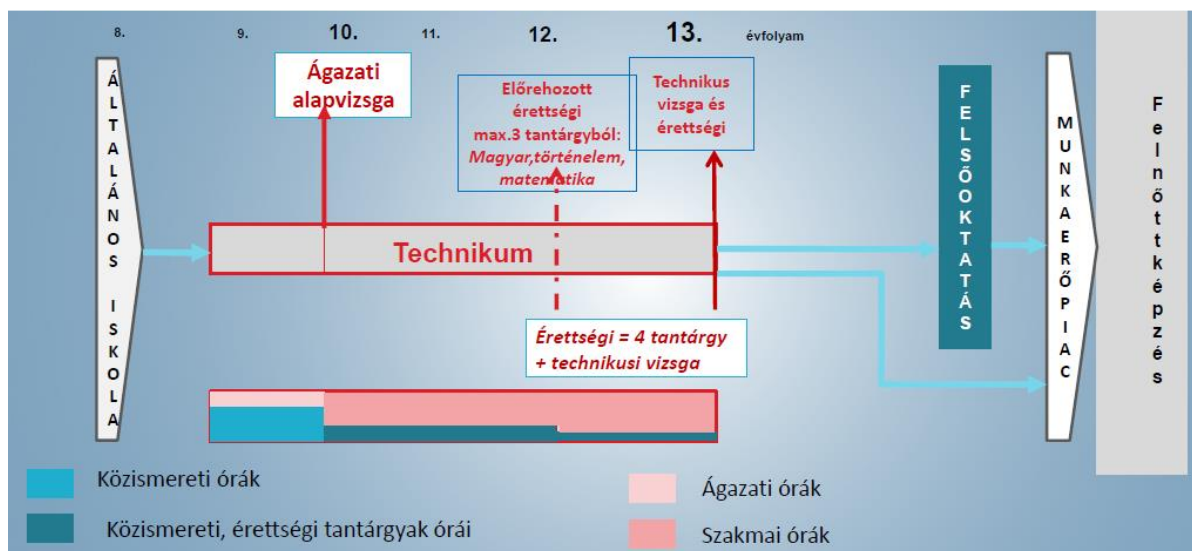 8.
9.
10.
11.
12.
13.
évfolyam
ÁLTALÁNOS ISKOLA
Ágazati
alapvizsga
Előrehozott
érettségi
max.3 tantárgyból:
Magyar,történelem,
matematika
Technikus
vizsga és
érettségi
Technikum
Érettségi = 4 tantárgy
+ technikusi vizsga
FELSŐOKTATÁS
MUNKAERŐPIAC
Felnőttképzés
Közismereti órák
Ágazati órák
Közismereti, érettségi tantárgyak órái
Szakmai órák